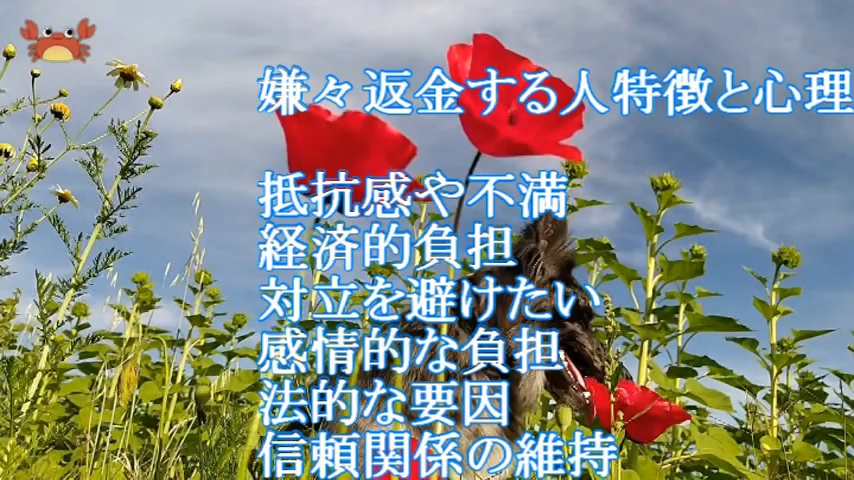 嫌々返金する人特徴と心理
抵抗感や不満
経済的負担
対立を避けたい
感情的な負担
法的な要因
信頼関係の維持